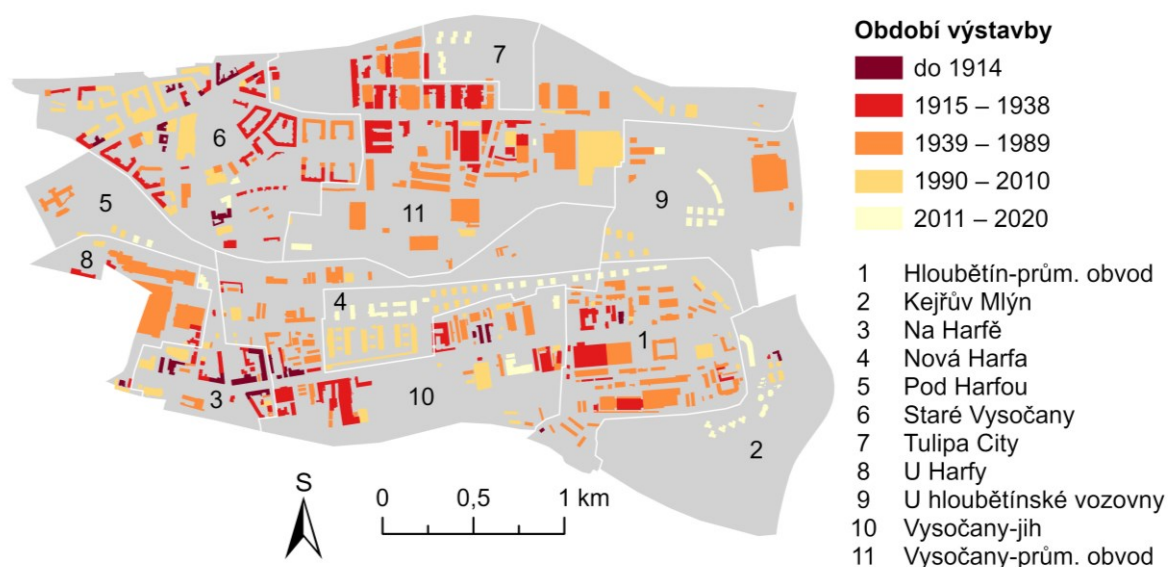 Období výstavby
do 1914
1915 – 1938
1939 – 1989
1990 – 2010
2011 – 2020
1 Hloubětín-prům. obvod
2 Kejřův Mlýn
3 Na Harfě
4 Nová Harfa
5 Pod Harfou
6 Staré Vysočany
7 Tulipa City
8 U Harfy
9 U hloubětínské vozovny
10 Vysočany-jih
11 Vysočany-prům. obvod
7
6
5
9
11
8
4
1
3
10
2
S
0 0,5 1 km